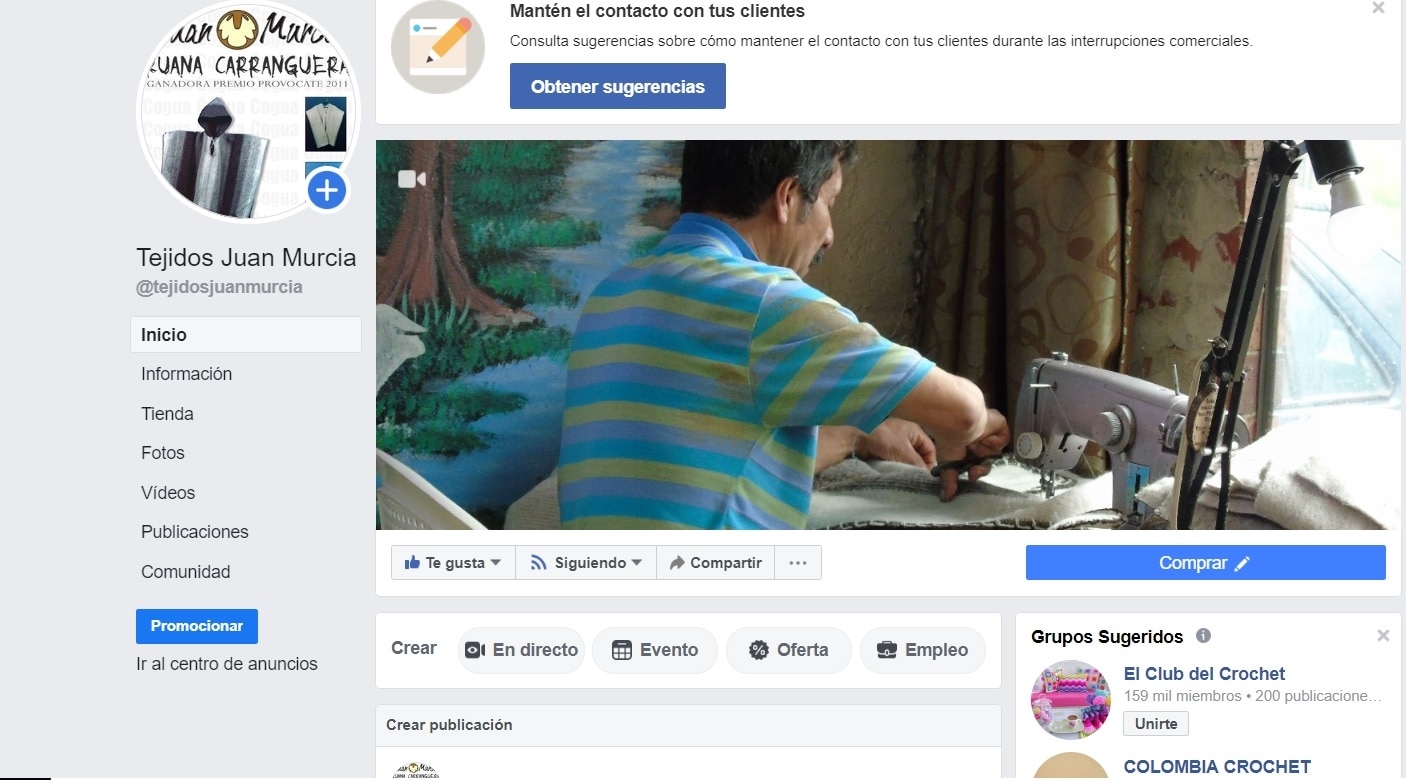 Juan Murcia
RUANA CARRANGUERA
GANADORA PREMIO PROVOCATE 2011
Cogua Cogua Cogua
Tejidos Juan Murcia
@tejidosjuanmurcia
Inicio
Información
Tienda
Fotos
Vídeos
Publicaciones
Comunidad
Promocionar
Ir al centro de anuncios
Mantén el contacto con tus clientes
Consulta sugerencias sobre cómo mantener el contacto con tus clientes durante las interrupciones comerciales.
Obtener sugerencias
Te gusta
Siguiendo
Compartir
...
Comprar
Crear
En directo
Evento
Oferta
Empleo
Crear publicación
Grupos Sugeridos
El Club del Crochet
159 mil miembros • 200 publicacione...
Unirte
COLOMBIA CROCHET